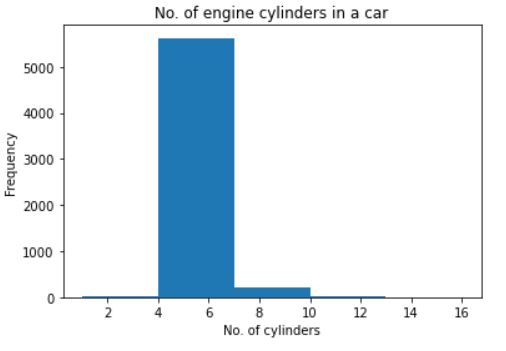 No. of engine cylinders in a car
5000
4000
3000
2000
1000
0
Frequency
2 4 6 8 10 12 14 16
No. of cylinders